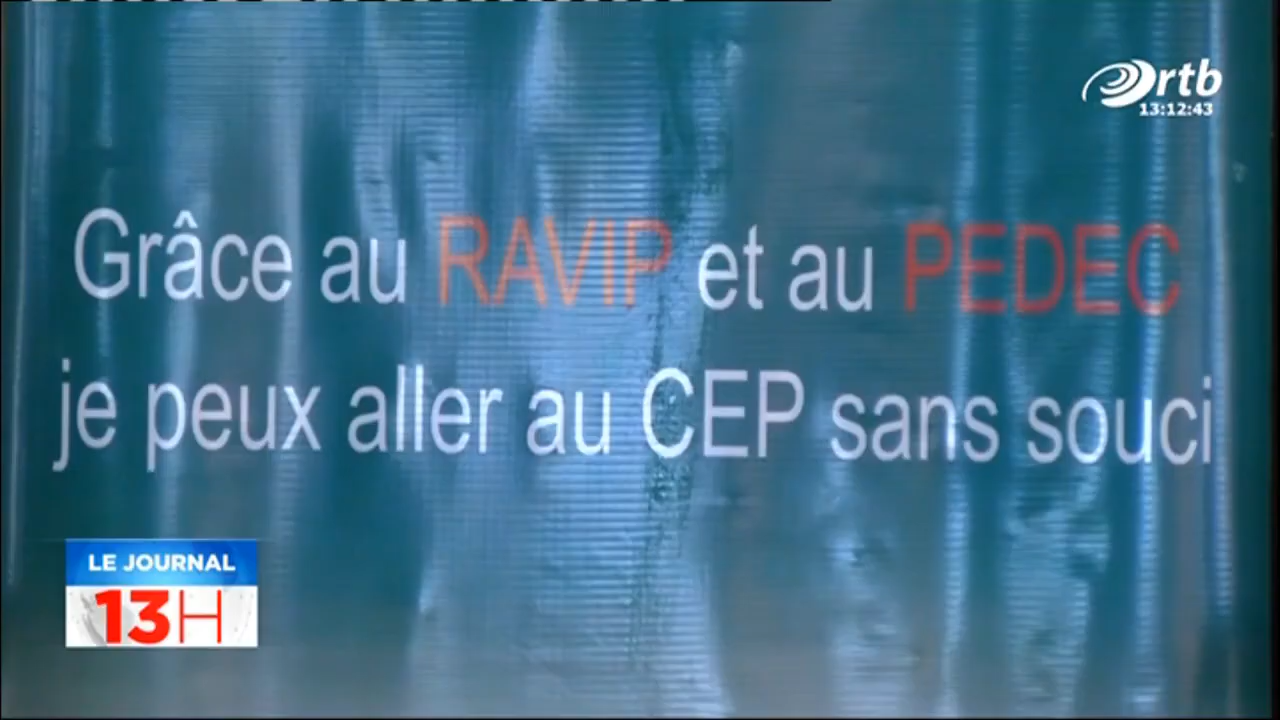 rtb
13:12:43
Grâce au RAVIP et au PEDEC
je peux aller au CEP sans souci
LE JOURNAL
13H